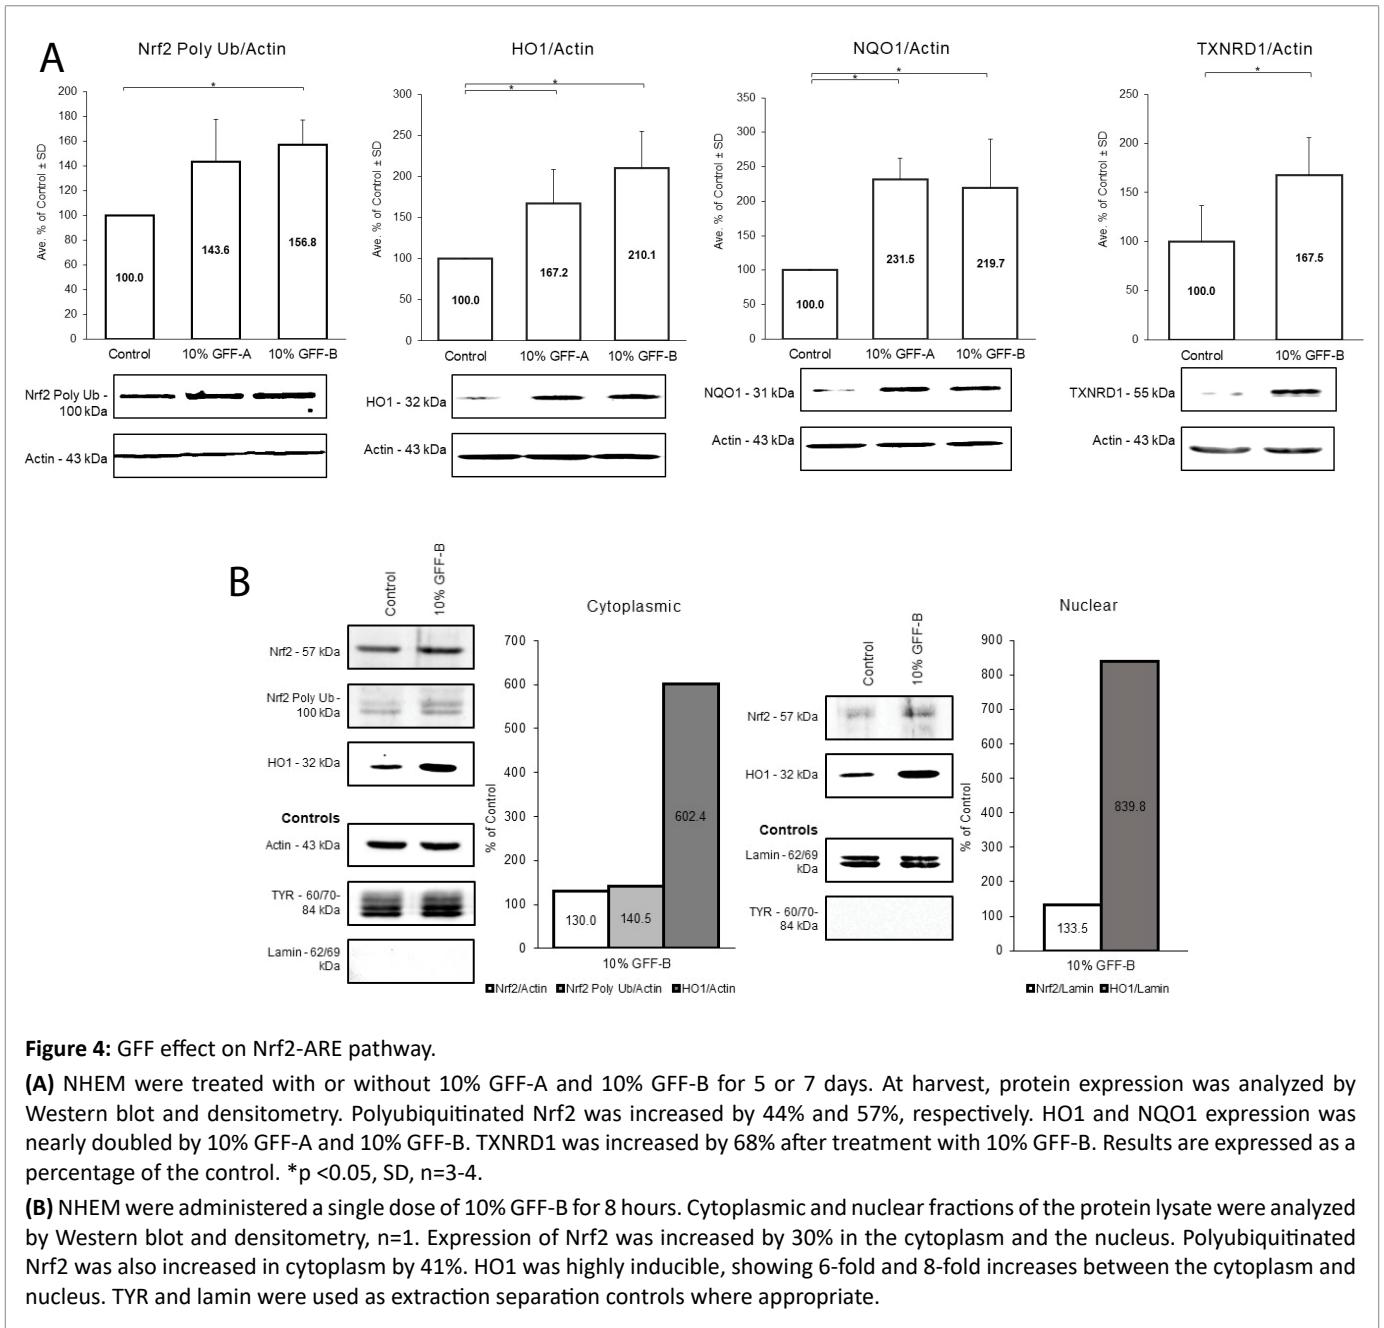 A
Nrf2 Poly Ub/Actin
*
Ave. % of Control ± SD
200
180
160
140
120
100
80
60
40
20
0
100.0
143.6
156.8
Control
10% GFF-A
10% GFF-B
Nrf2 Poly Ub -
100 kDa
Actin - 43 kDa
HO1/Actin
*
*
Ave. % of Control ± SD
300
250
200
150
100
50
0
100.0
167.2
210.1
Control
10% GFF-A
10% GFF-B
HO1 - 32 kDa
Actin - 43 kDa
NQO1/Actin
*
*
Ave. % of Control ± SD
350
300
250
200
150
100
50
0
100.0
231.5
219.7
Control
10% GFF-A
10% GFF-B
NQO1 - 31 kDa
Actin - 43 kDa
TXNRD1/Actin
*
Ave. % of Control ± SD
250
200
150
100
50
0
100.0
167.5
Control
10% GFF-B
TXNRD1 - 55 kDa
Actin - 43 kDa
B
Control
10% GFF-B
Nrf2 - 57 kDa
Nrf2 Poly Ub -
100 kDa
HO1 - 32 kDa
Controls
Actin - 43 kDa
TYR - 60/70-
84 kDa
Lamin - 62/69
kDa
Cytoplasmic
% of Control
700
600
500
400
300
200
100
0
130.0
140.5
602.4
10% GFF-B
Nrf2/Actin Nrf2 Poly Ub/Actin HO1/Actin
Control
10% GFF-B
Nrf2 - 57 kDa
HO1 - 32 kDa
Controls
Lamin - 62/69
kDa
TYR - 60/70-
84 kDa
Nuclear
% of Control
900
800
700
600
500
400
300
200
100
0
133.5
839.8
10% GFF-B
Nrf2/Lamin HO1/Lamin
Figure 4: GFF effect on Nrf2-ARE pathway.
(A) NHEM were treated with or without 10% GFF-A and 10% GFF-B for 5 or 7 days. At harvest, protein expression was analyzed by
Western blot and densitometry. Polyubiquitinated Nrf2 was increased by 44% and 57%, respectively. HO1 and NQO1 expression was
nearly doubled by 10% GFF-A and 10% GFF-B. TXNRD1 was increased by 68% after treatment with 10% GFF-B. Results are expressed as a
percentage of the control. *p <0.05, SD, n=3-4.
(B) NHEM were administered a single dose of 10% GFF-B for 8 hours. Cytoplasmic and nuclear fractions of the protein lysate were analyzed
by Western blot and densitometry, n=1. Expression of Nrf2 was increased by 30% in the cytoplasm and the nucleus. Polyubiquitinated
Nrf2 was also increased in cytoplasm by 41%. HO1 was highly inducible, showing 6-fold and 8-fold increases between the cytoplasm and
nucleus. TYR and lamin were used as extraction separation controls where appropriate.